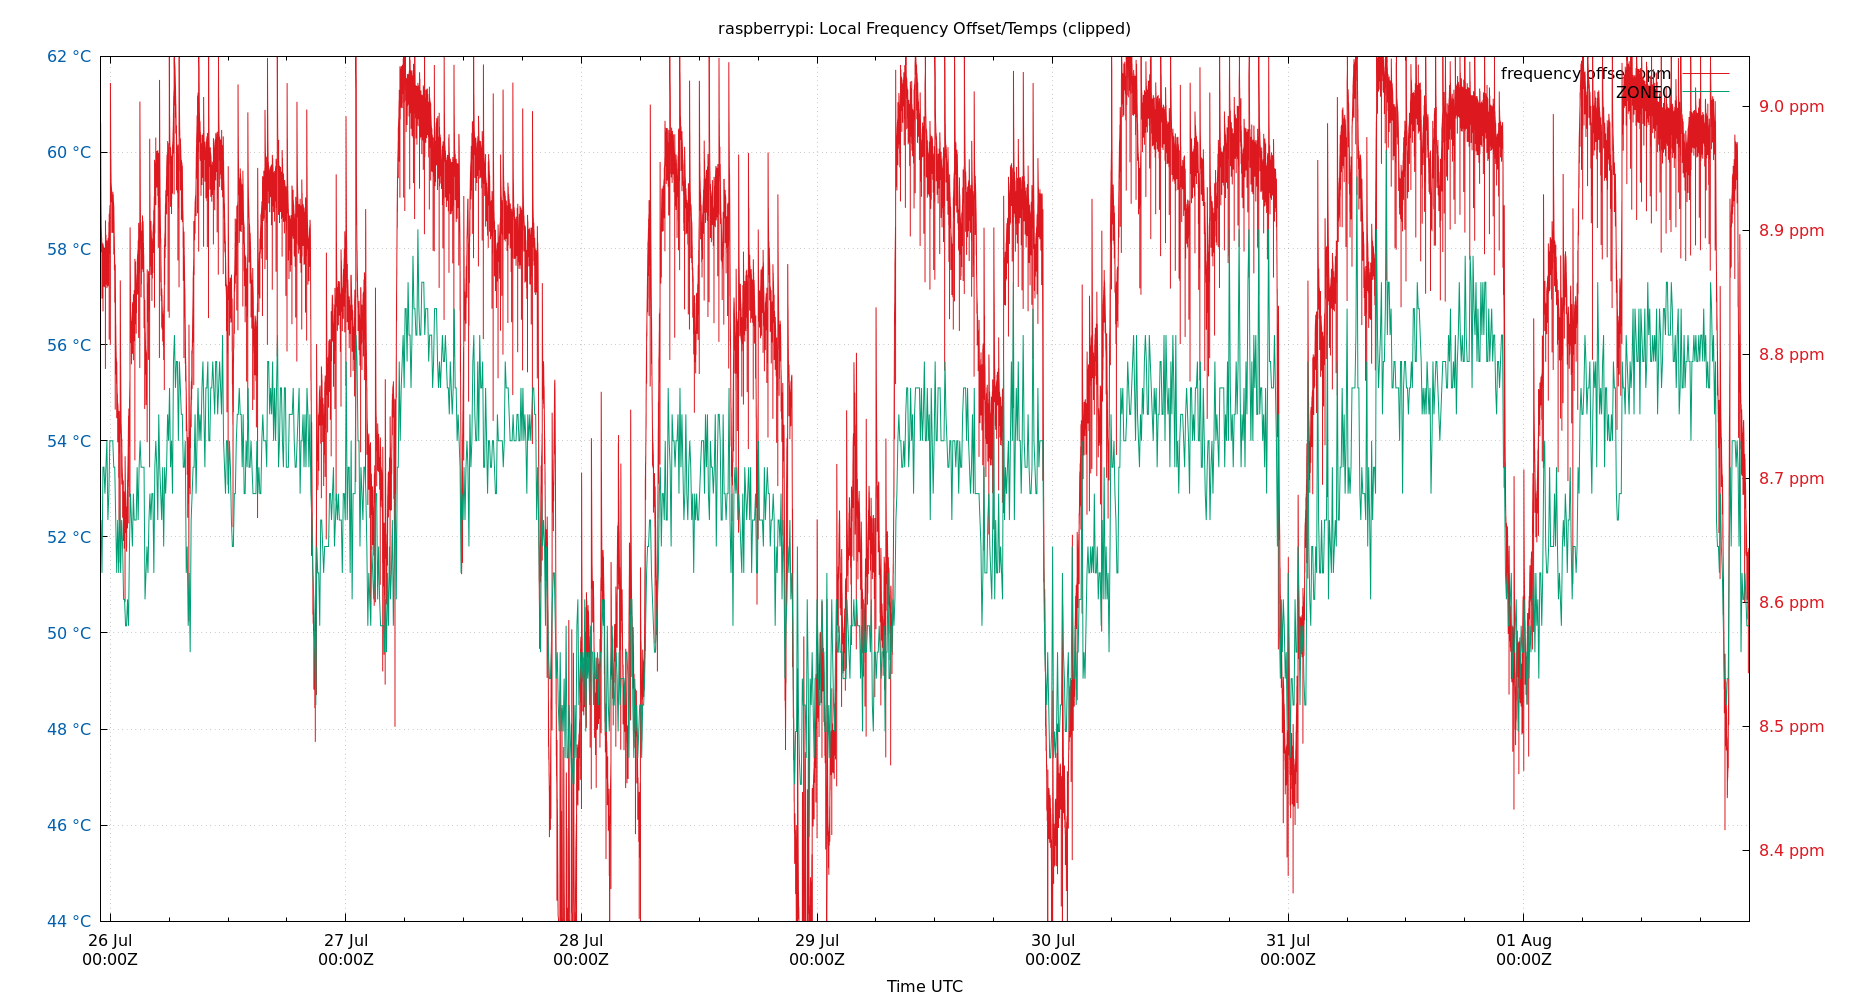 raspberrypi: Local Frequency Offset/Temps (clipped)
62 °C
60 °C
58 °C
56 °C
54 °C
52 °C
50 °C
48 °C
46 °C
44 °C
frequency offset ppm
ZONE0
9.0 ppm
8.9 ppm
8.8 ppm
8.7 ppm
8.6 ppm
8.5 ppm
8.4 ppm
26 Jul
00:00Z
27 Jul
00:00Z
28 Jul
00:00Z
29 Jul
00:00Z
30 Jul
00:00Z
31 Jul
00:00Z
01 Aug
00:00Z
Time UTC